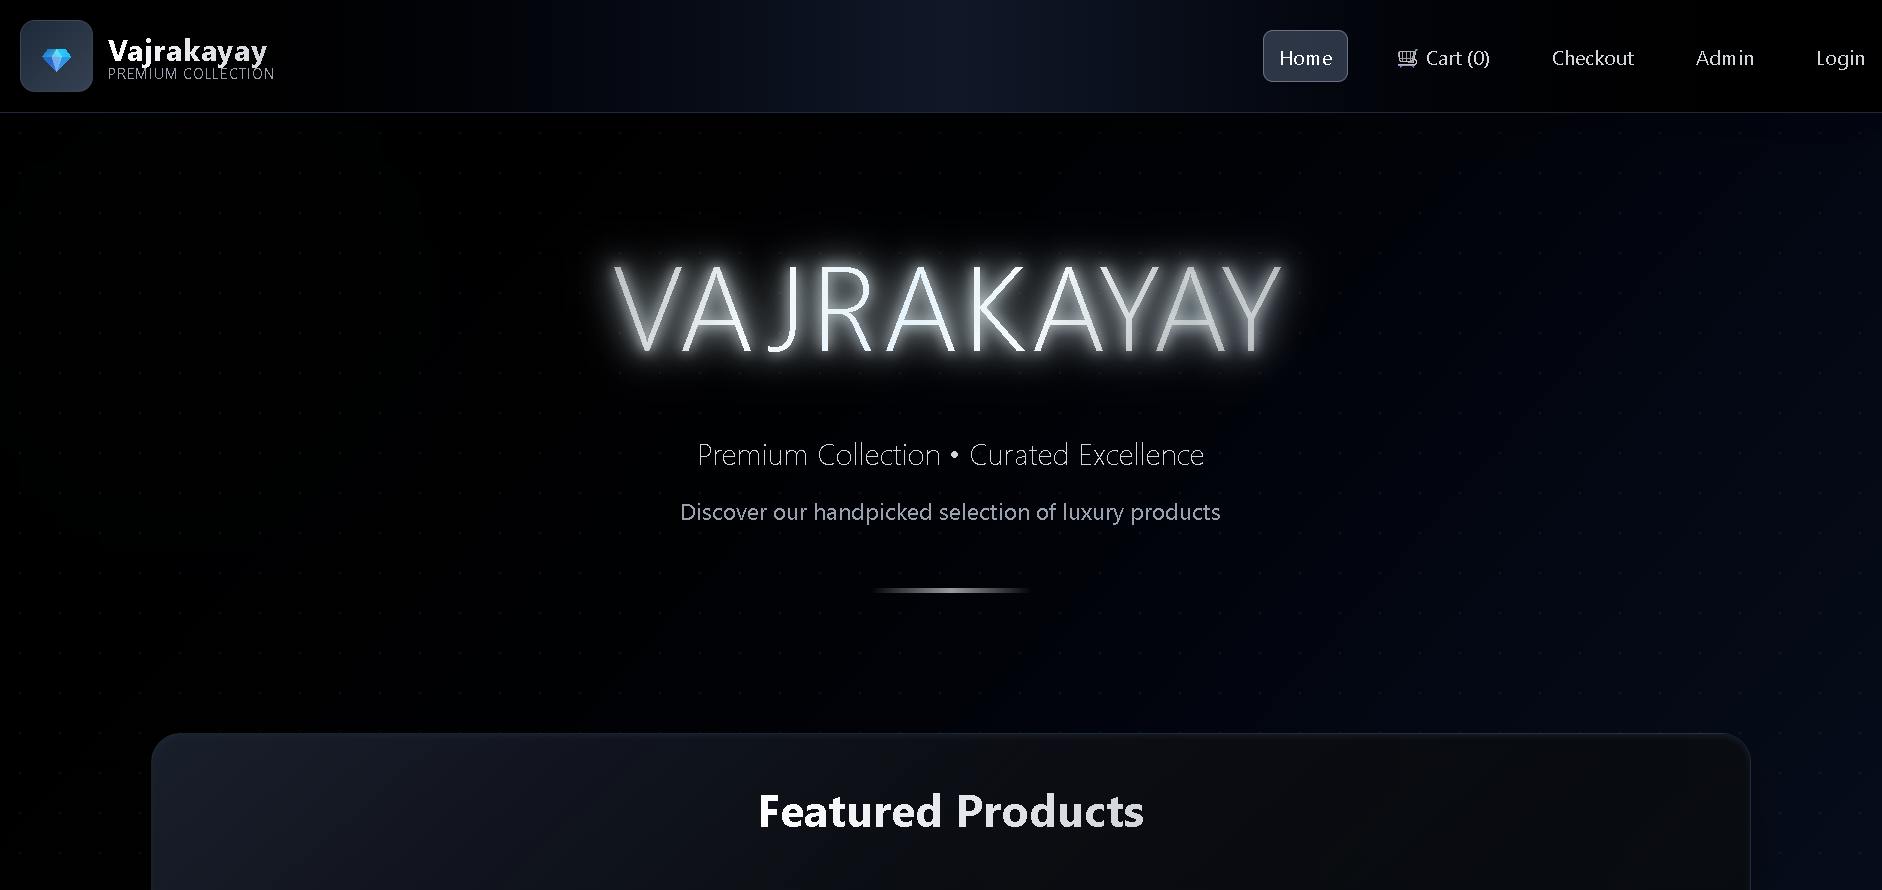 Vajrakayay
PREMIUM COLLECTION
Home
Cart (0)
Checkout
Admin
Login
VAJRAKAYAY
Premium Collection • Curated Excellence
Discover our handpicked selection of luxury products
Featured Products